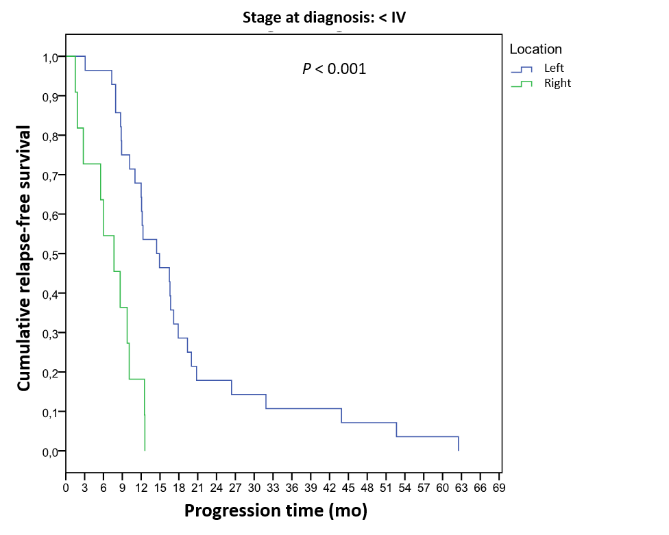 Stage at diagnosis: < IV
P < 0.001
Location
Left
Right
Cumulative relapse-free survival
1,0
0,9
0,8
0,7
0,6
0,5
0,4
0,3
0,2
0,1
0,0
0 3 6 9 12 15 18 21 24 27 30 33 36 39 42 45 48 51 54 57 60 63 66 69
Progression time (mo)